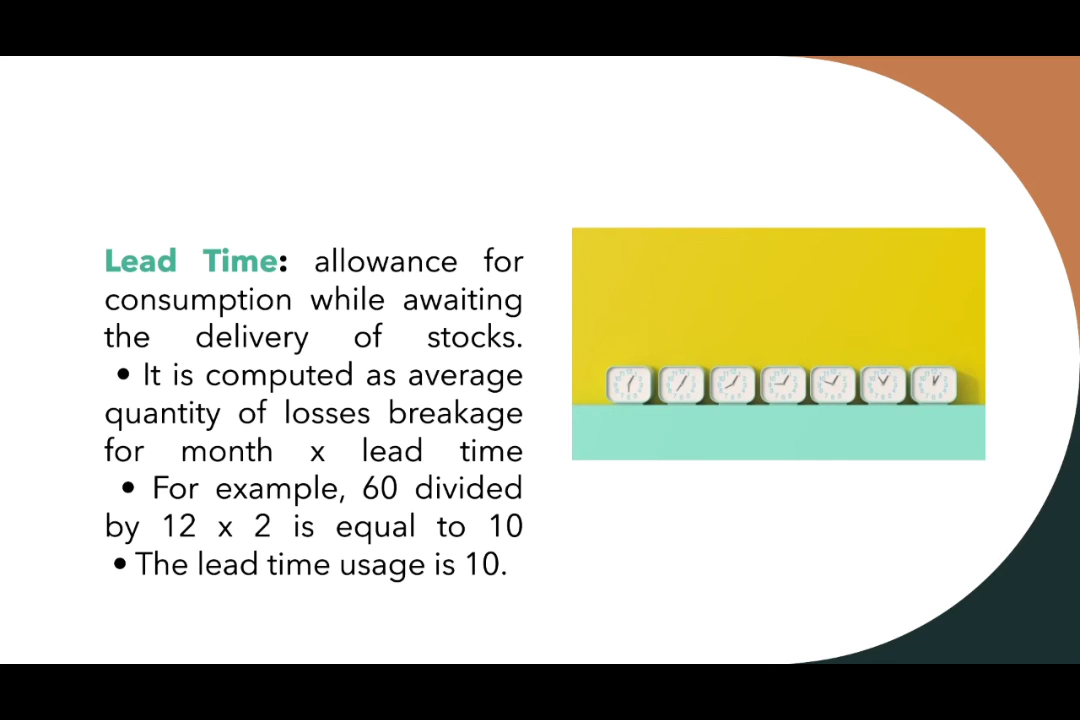 Lead Time: allowance for
consumption while awaiting
the delivery of stocks.
• It is computed as average
quantity of losses breakage
for month x lead time
• For example, 60 divided
by 12 x 2 is equal to 10
• The lead time usage is 10.